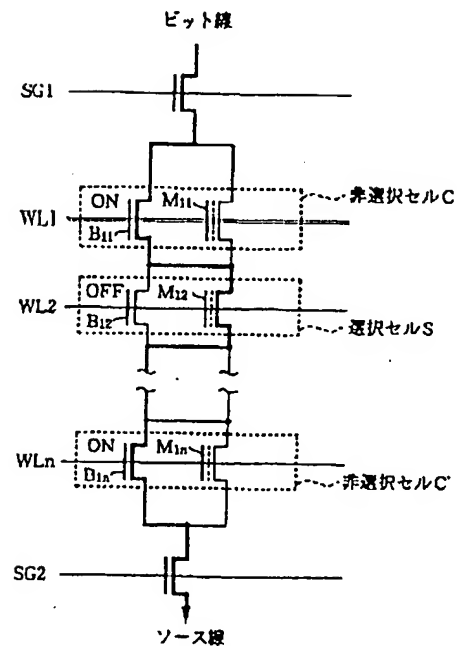 ビット線
SG1
ON
M11
非選択セルC
WL1
B11
OFF
M12
WL2
B12
選択セルS
ON
M1n
WLn
B1n
非選択セルC'
SG2
ソース線